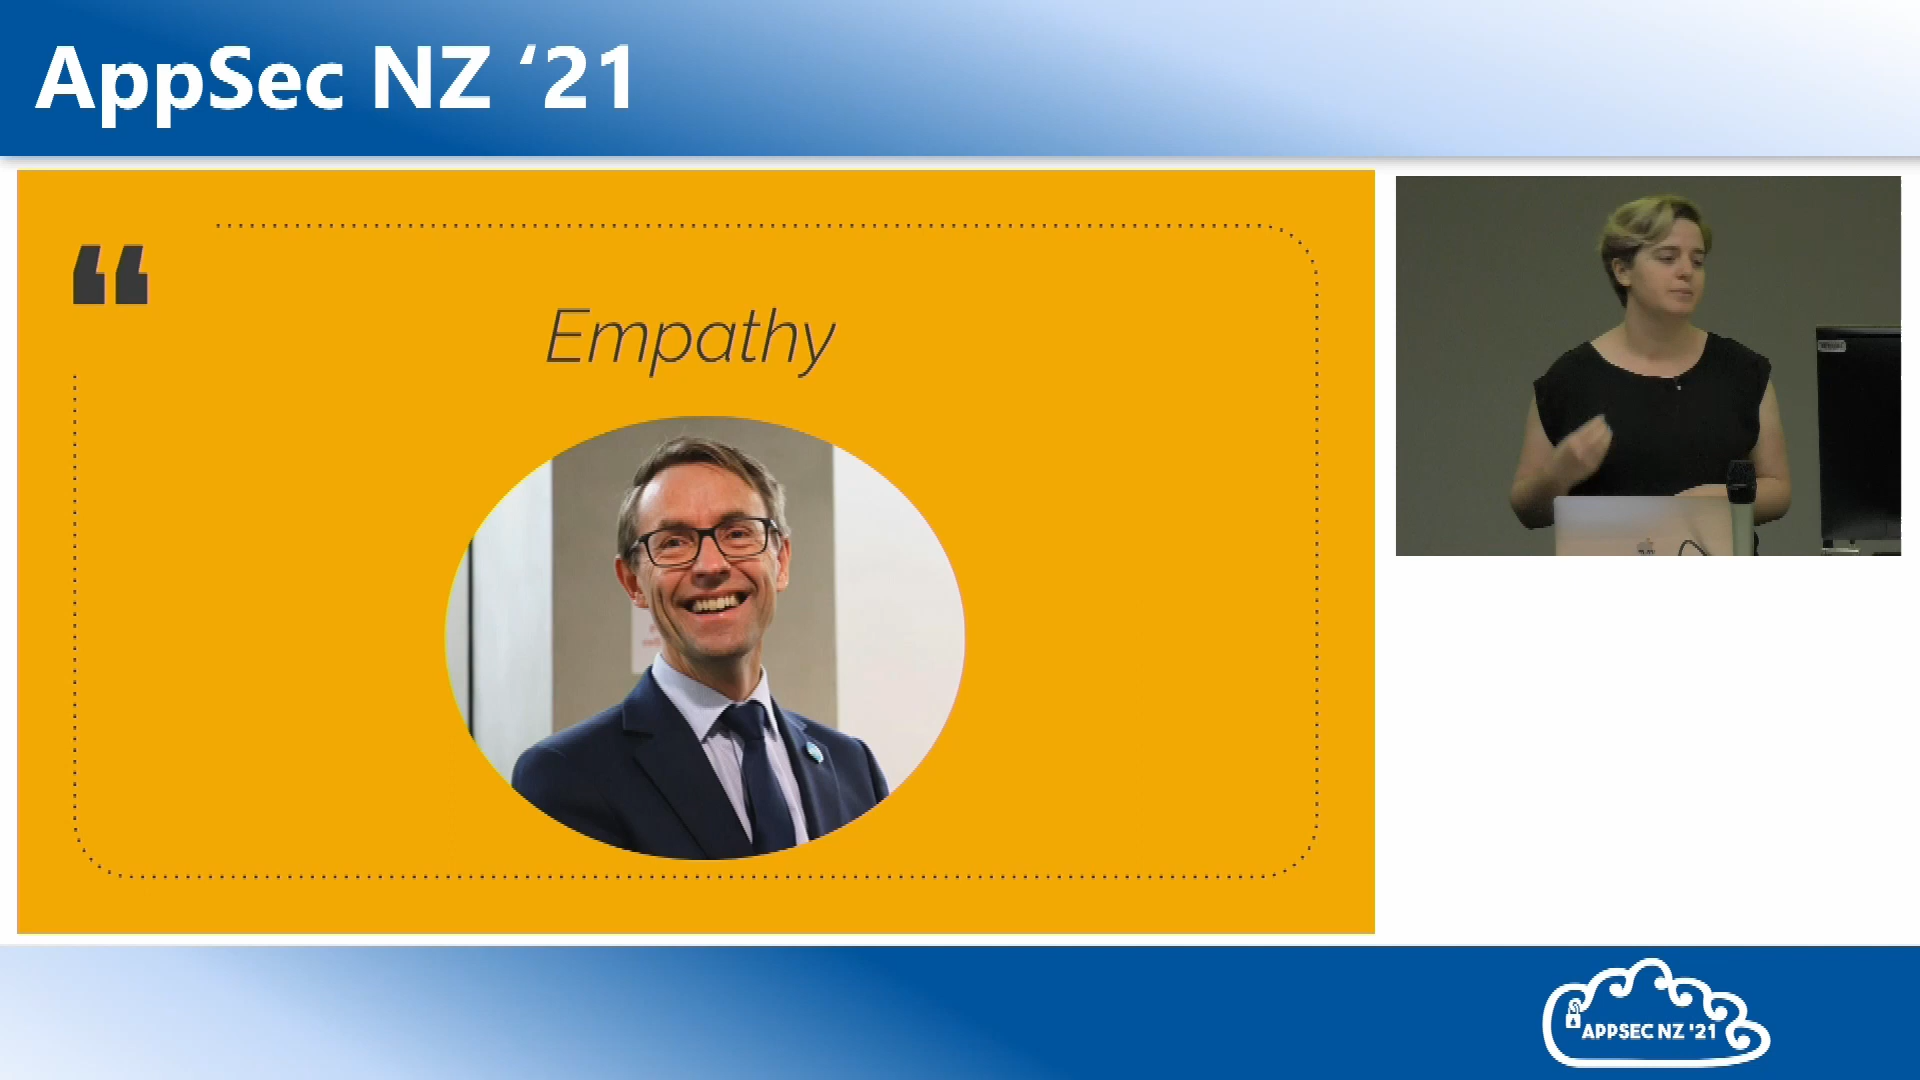 AppSec NZ ‘21
“
Empathy
APPSEC NZ '21